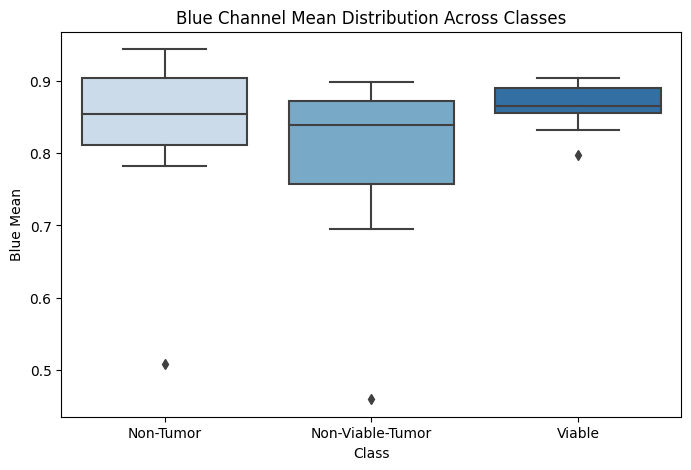 Blue Channel Mean Distribution Across Classes
Blue Mean
0.9
0.8
0.7
0.6
0.5
Non-Tumor
Non-Viable-Tumor
Viable
Class